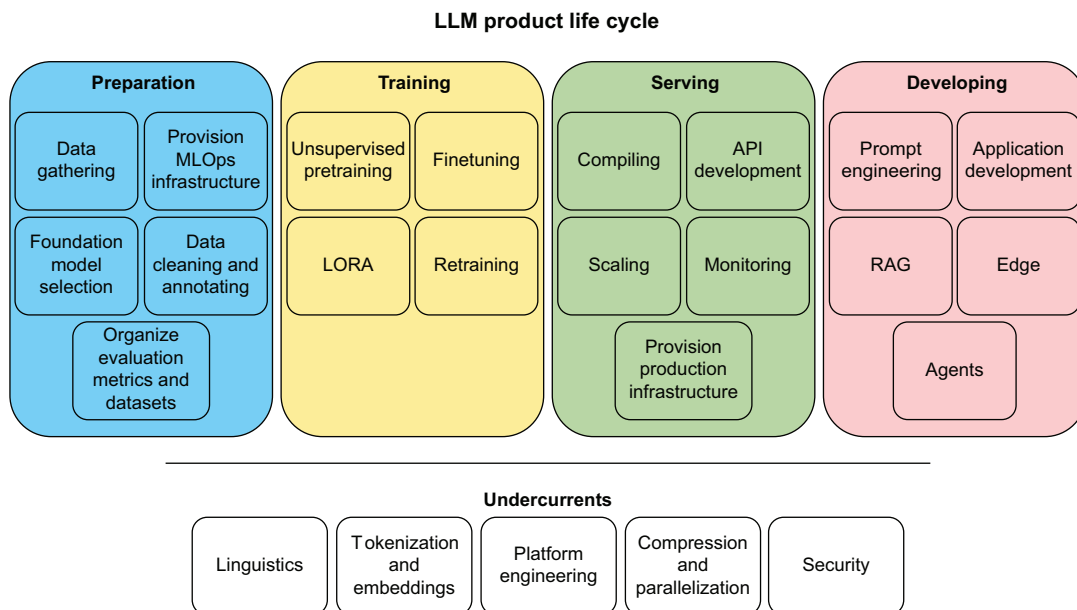 LLM product life cycle
Preparation
Data
gathering
Provision
MLOps
infrastructure
Foundation
model
selection
Data
cleaning and
annotating
Organize
evaluation
metrics and
datasets
Training
Unsupervised
pretraining
Finetuning
LORA
Retraining
Serving
Compiling
API
development
Scaling
Monitoring
Provision
production
infrastructure
Developing
Prompt
engineering
Application
development
RAG
Edge
Agents
Undercurrents
Linguistics
Tokenization
and
embeddings
Platform
engineering
Compression
and
parallelization
Security